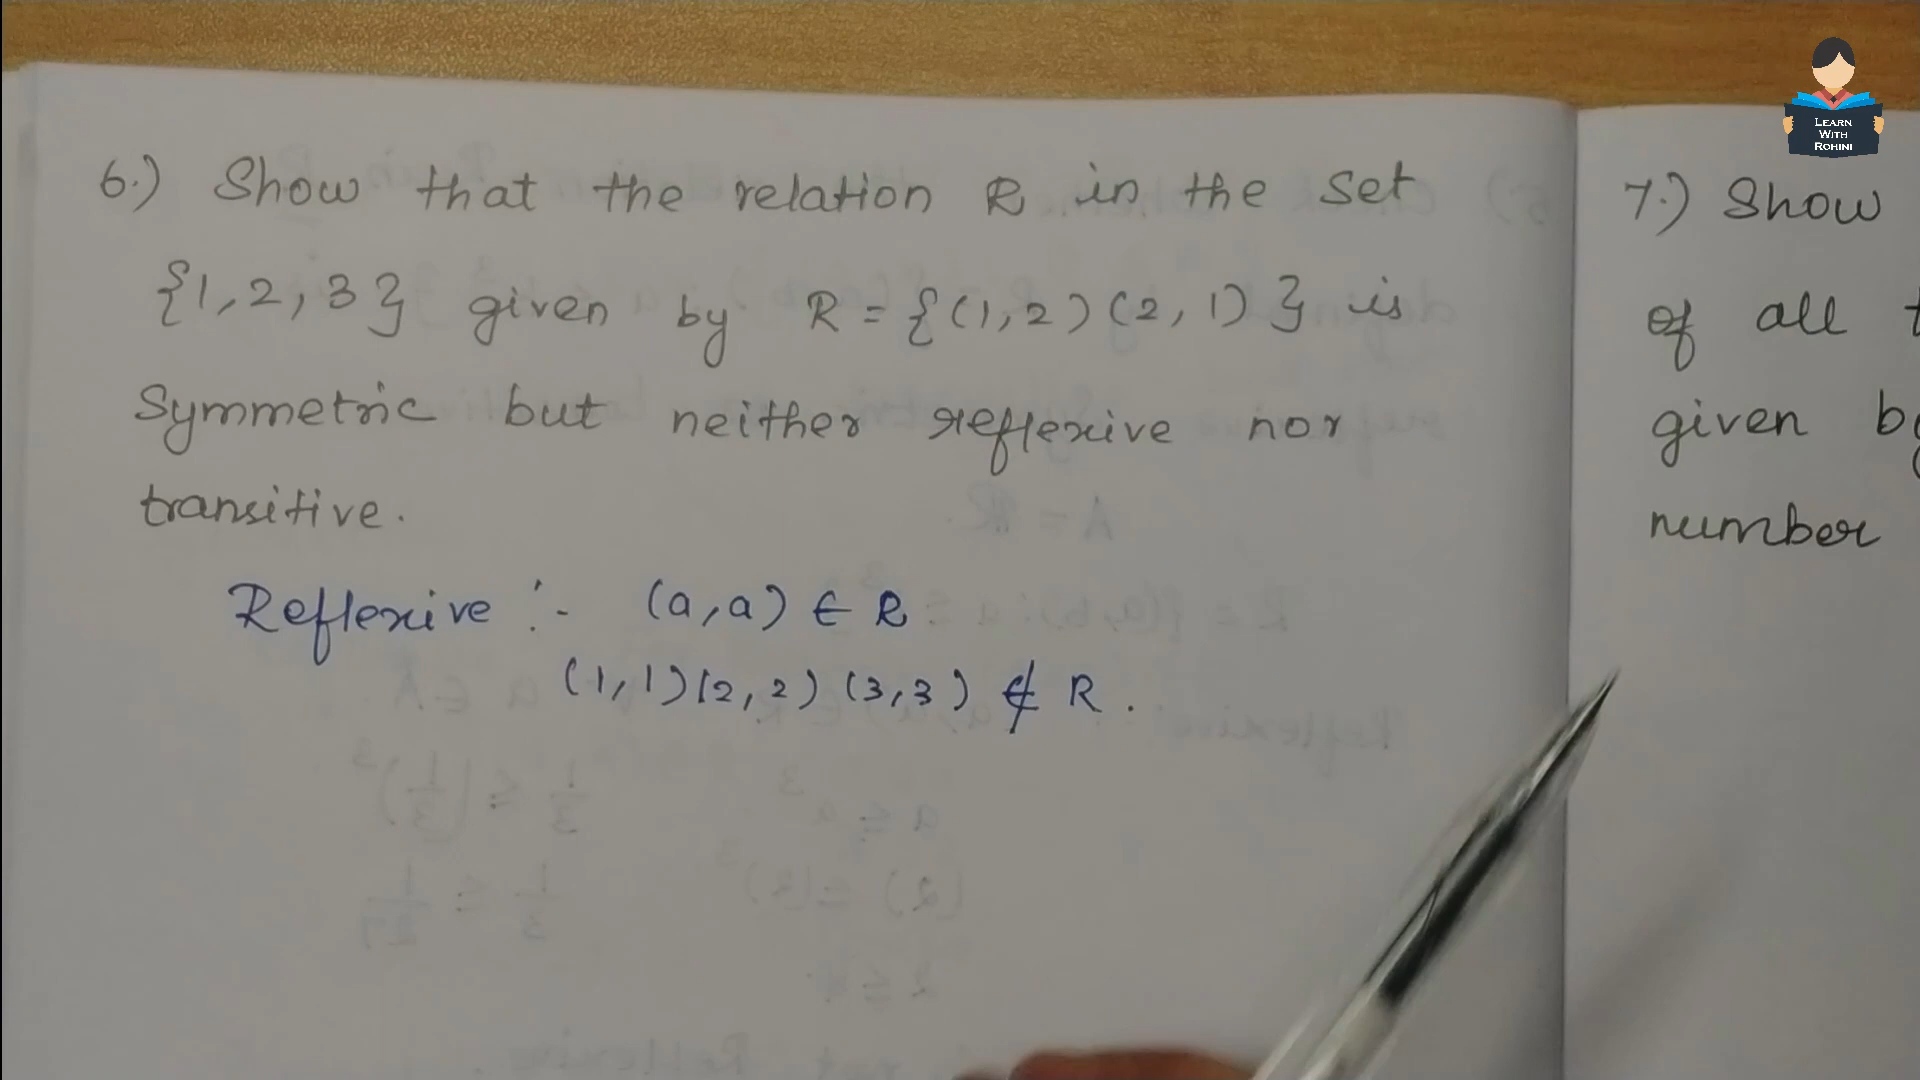 6.) Show that the relation R in the set
{1,2,3} given by R = {(1,2) (2,1)} is
Symmetric but neither reflexive nor
transitive.
Reflexive :- (a,a) ∈ R
(1,1) (2,2) (3,3) ∉ R.
7.) Show
of all
given
number
LEARN
WITH
ROHINI